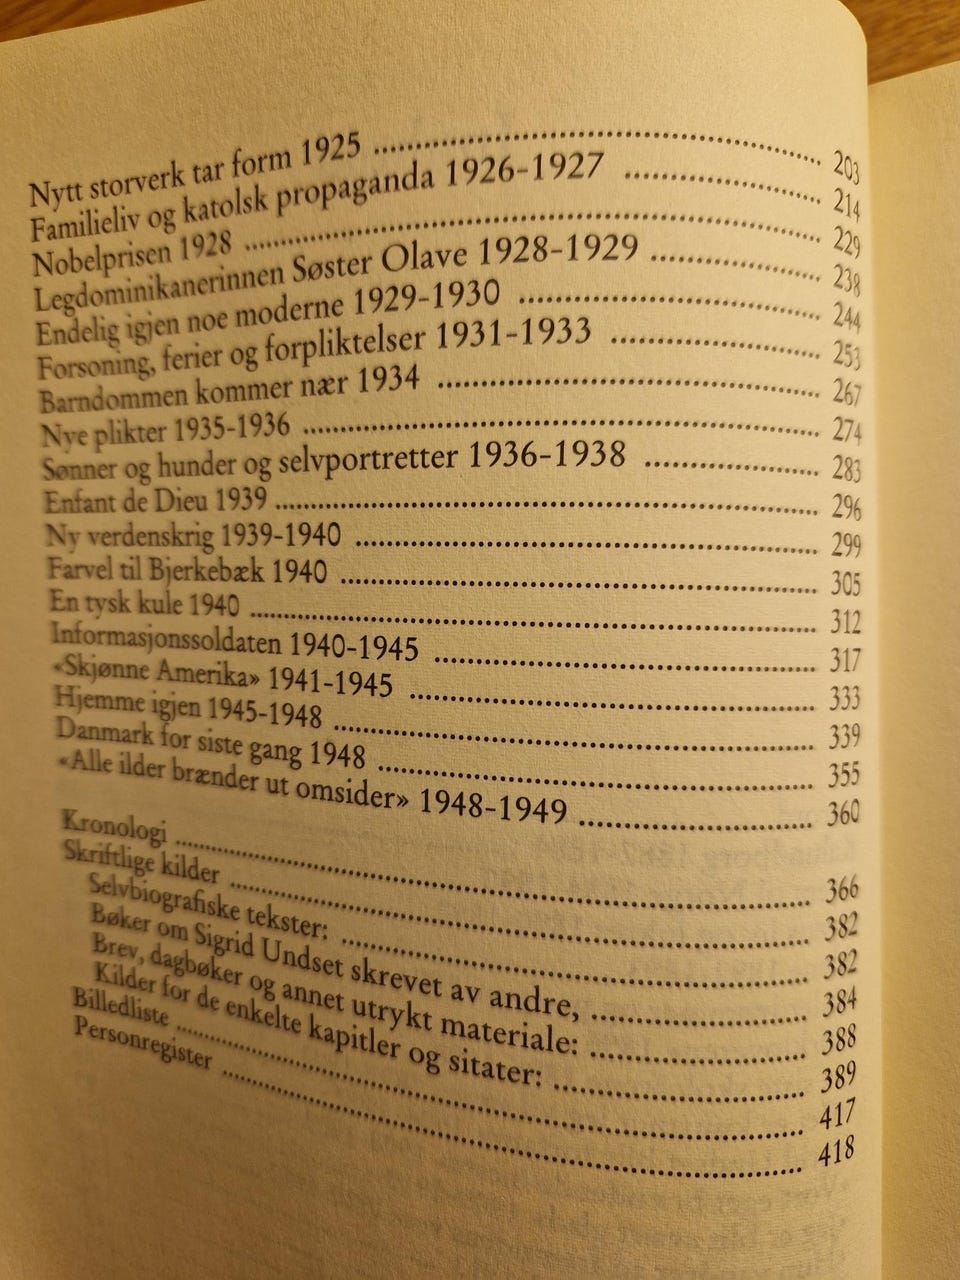 Nytt storverk tar form 1925 ........ 203
Familieliv og katolsk propaganda 1926-1927 ........ 214
Nobelprisen 1928 ........ 229
Legdominikanerinnen Søster Olave 1928-1929 ........ 238
Endelig igjen noe moderne 1929-1930 ........ 244
Forsoning, ferier og forpliktelser 1931-1933 ........ 253
Barndommen kommer nær 1934 ........ 267
Nye plikter 1935-1936 ........ 274
Sønner og hunder og selvportretter 1936-1938 ........ 283
Enfant de Dieu 1939 ........ 296
Ny verdenskrig 1939-1940 ........ 299
Farvel til Bjerkebæk 1940 ........ 305
En tysk kule 1940 ........ 312
Informasjonssoldaten 1940-1945 ........ 317
«Skjønne Amerika» 1941-1945 ........ 333
Hjemme igjen 1945-1948 ........ 339
Danmark for siste gang 1948 ........ 355
«Alle ilder brænder ut omsider» 1948-1949 ........ 360
Kronologi ........ 366
Skriftlige kilder ........ 382
Selvbiografiske tekster: ........ 382
Bøker om Sigrid Undset skrevet av andre, ........ 384
Brev, dagbøker og annet utrykt materiale: ........ 388
Kilder for de enkelte kapitler og sitater: ........ 389
Billedliste ........ 417
Personregister ........ 418